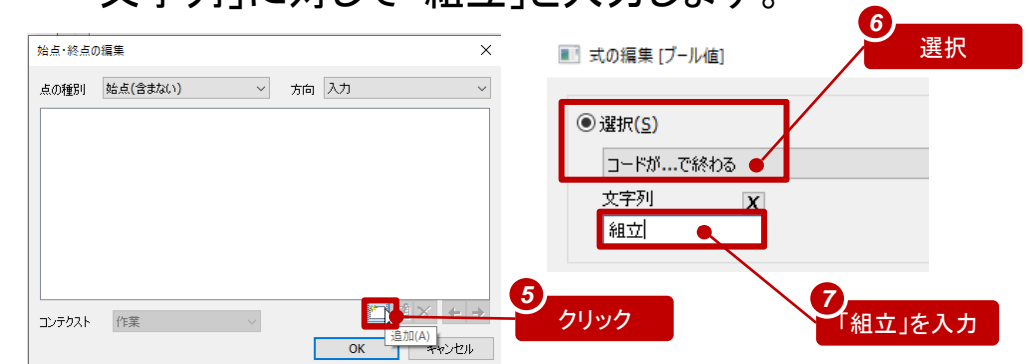 文字列」に対して「組立」と入力します。
始点・終点の編集
点の種別 始点(含まない) 方向 入力
コンテクスト 作業
追加(A)
OK キャンセル
5
クリック
式の編集 [ブール値]
選択(S)
コードが...で終わる
文字列 X
組立
6
選択
7
「組立」を入力